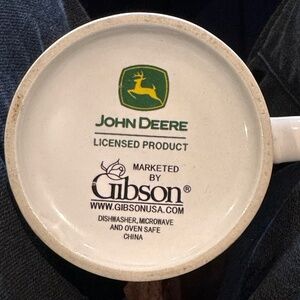 JOHN DEERE
LICENSED PRODUCT
MARKETED
BY
Gibson®
WWW.GIBSONUSA.COM
DISHWASHER, MICROWAVE
AND OVEN SAFE
CHINA